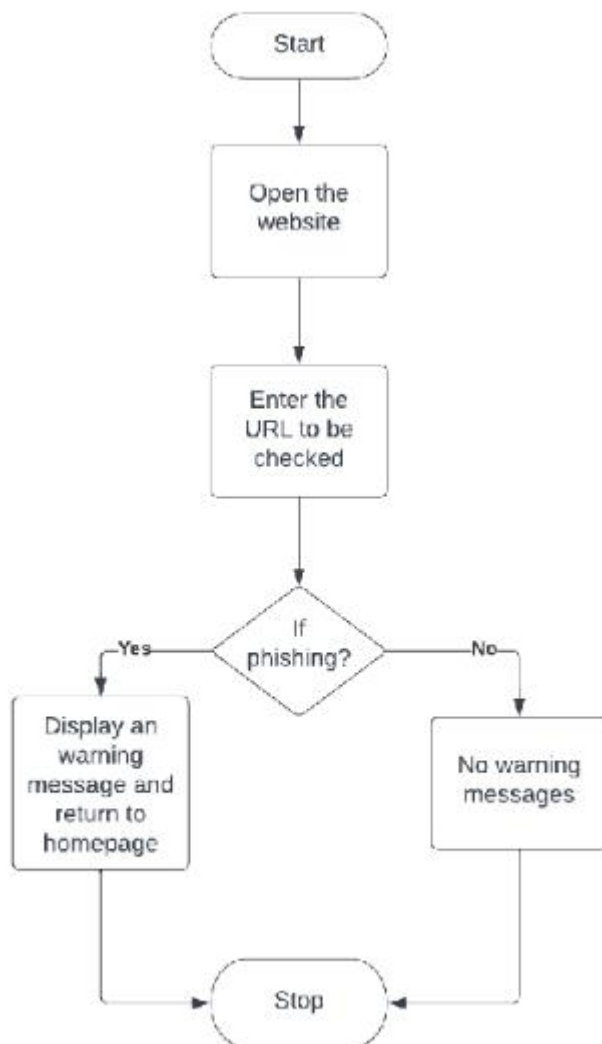 Start
Open the
website
Enter the
URL to be
checked
If
phishing?
Yes
No
Display an
warning
message and
return to
homepage
No warning
messages
Stop